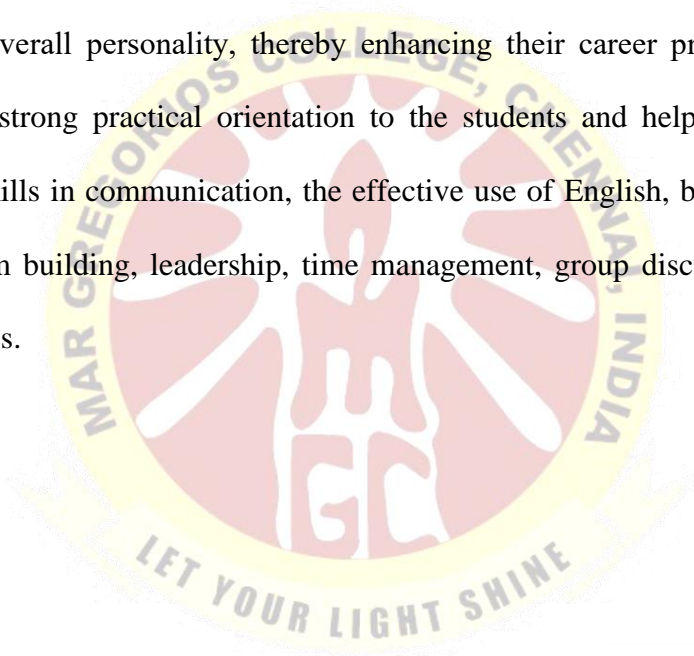 verall personality, thereby enhancing their career pr
strong practical orientation to the students and help
ills in communication, the effective use of English, b
n building, leadership, time management, group disc
s.
MAR GREGORIOS COLLEGE, CHENNAI, INDIA
MGC
LET YOUR LIGHT SHINE